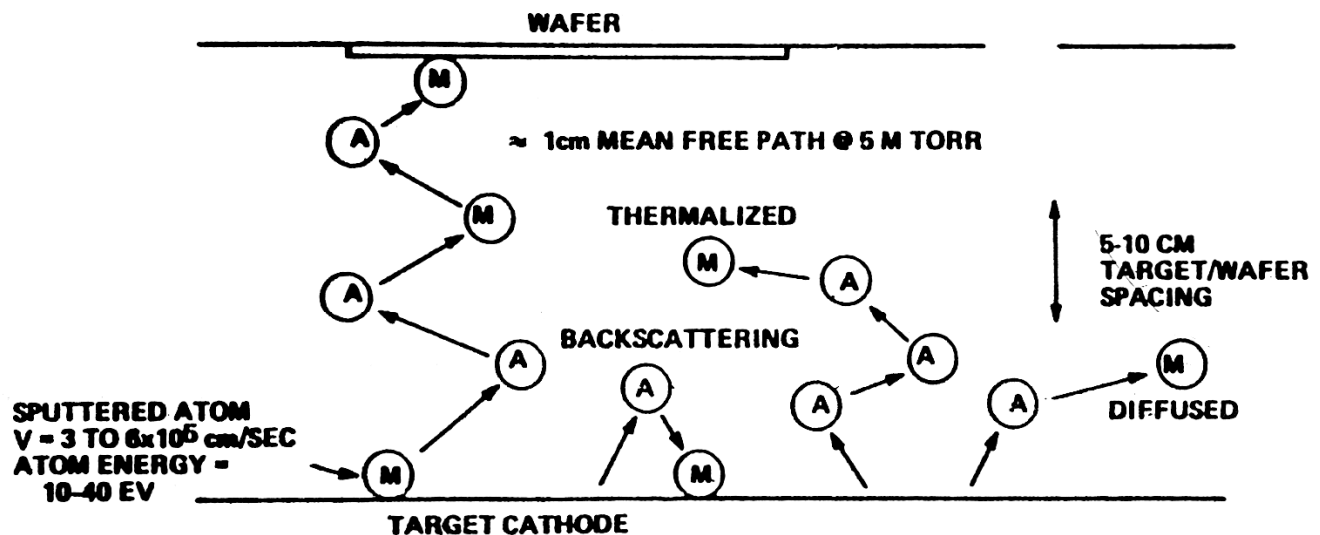 WAFER
M
A
≈ 1cm MEAN FREE PATH @ 5 M TORR
M
THERMALIZED
M
A
A
5-10 CM
TARGET/WAFER
SPACING
BACKSCATTERING
A
A
M
A
A
A
DIFFUSED
SPUTTERED ATOM
V = 3 TO 6x10⁵ cm/SEC
ATOM ENERGY =
10-40 EV
M
M
TARGET CATHODE